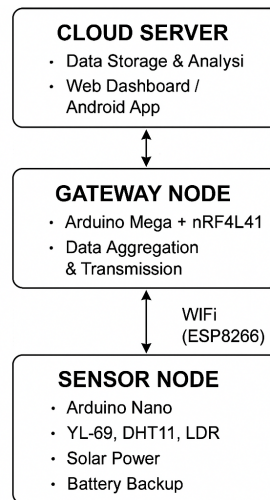 CLOUD SERVER
· Data Storage & Analysi
· Web Dashboard /
Android App
GATEWAY NODE
· Arduino Mega + nRF4L41
· Data Aggregation
& Transmission
WIFi
(ESP8266)
SENSOR NODE
· Arduino Nano
· YL-69, DHT11, LDR
· Solar Power
· Battery Backup